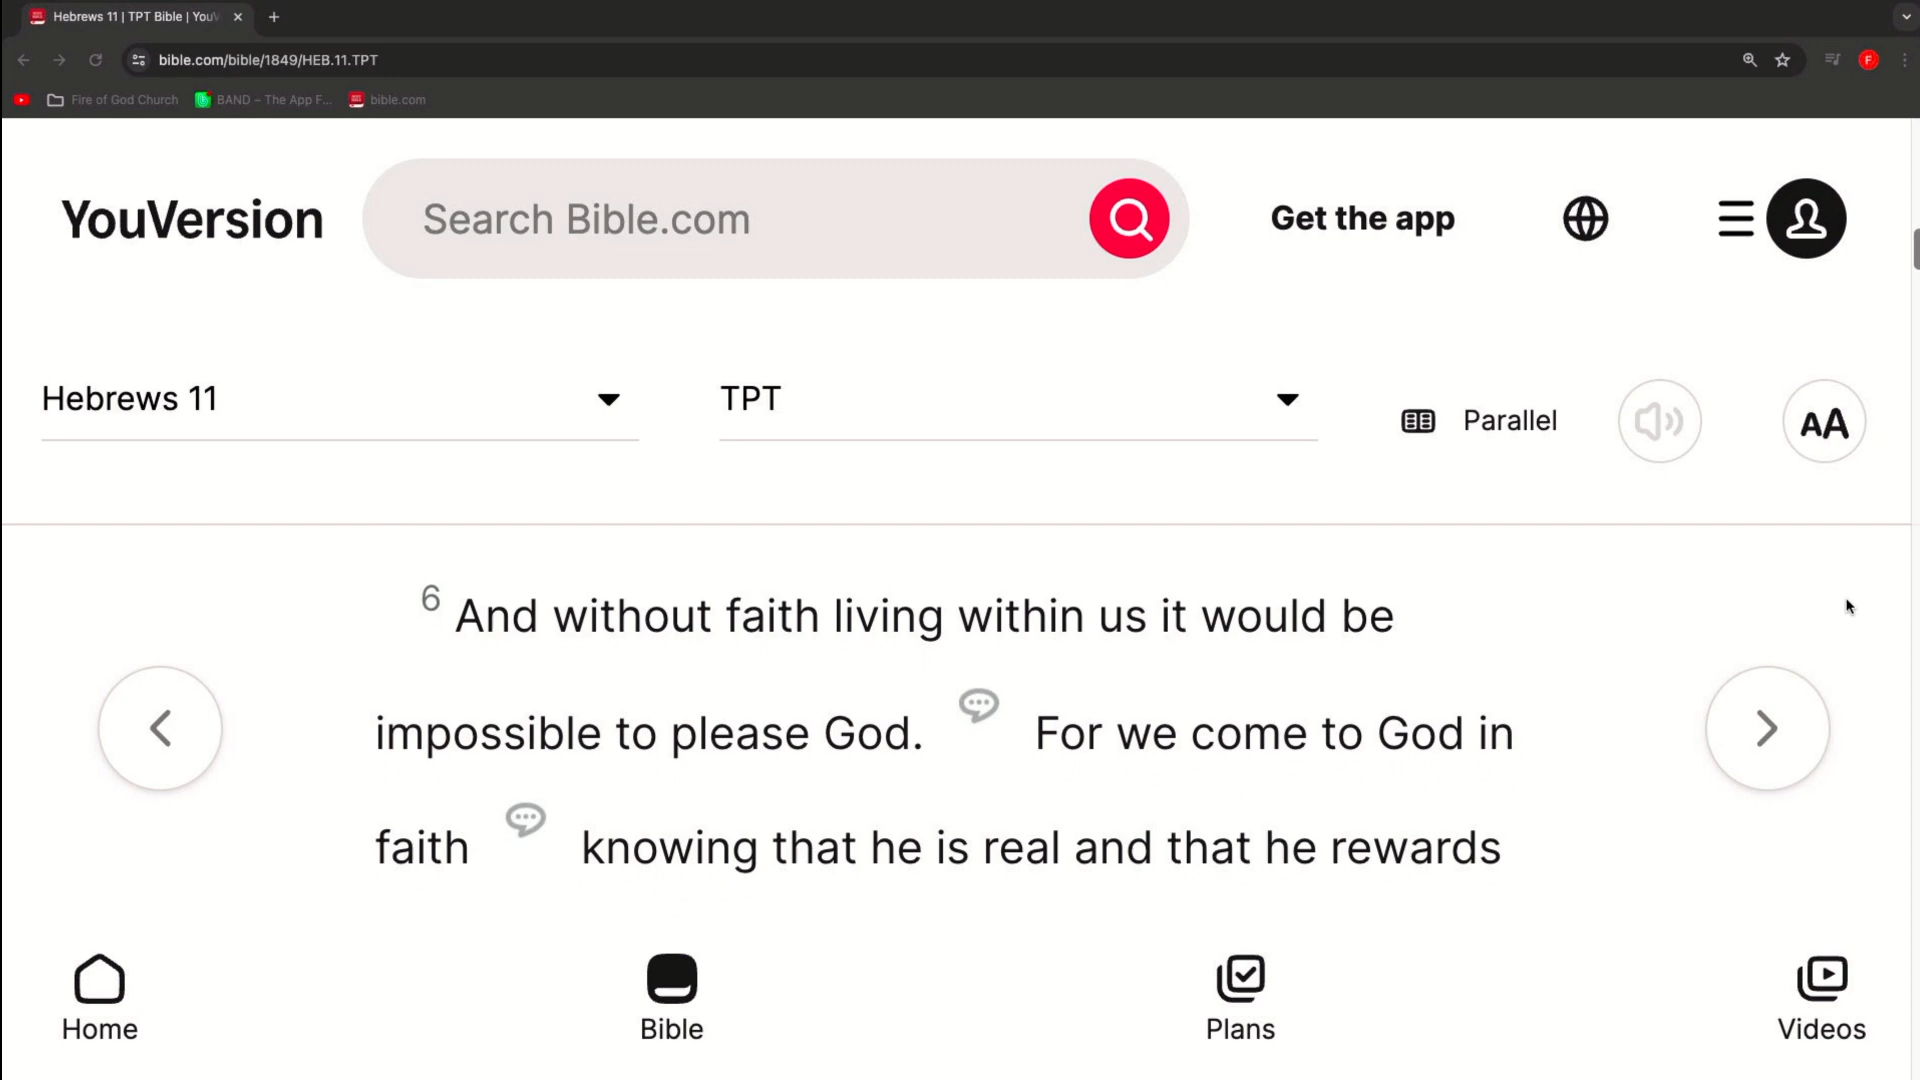 Hebrews 11 | TPT Bible | YouV
bible.com/bible/1849/HEB.11.TPT
F
Fire of God Church
BAND – The App F...
bible.com
YouVersion
Search Bible.com
Get the app
Hebrews 11
TPT
Parallel
AA
6 And without faith living within us it would be
impossible to please God. For we come to God in
faith knowing that he is real and that he rewards
Home
Bible
Plans
Videos